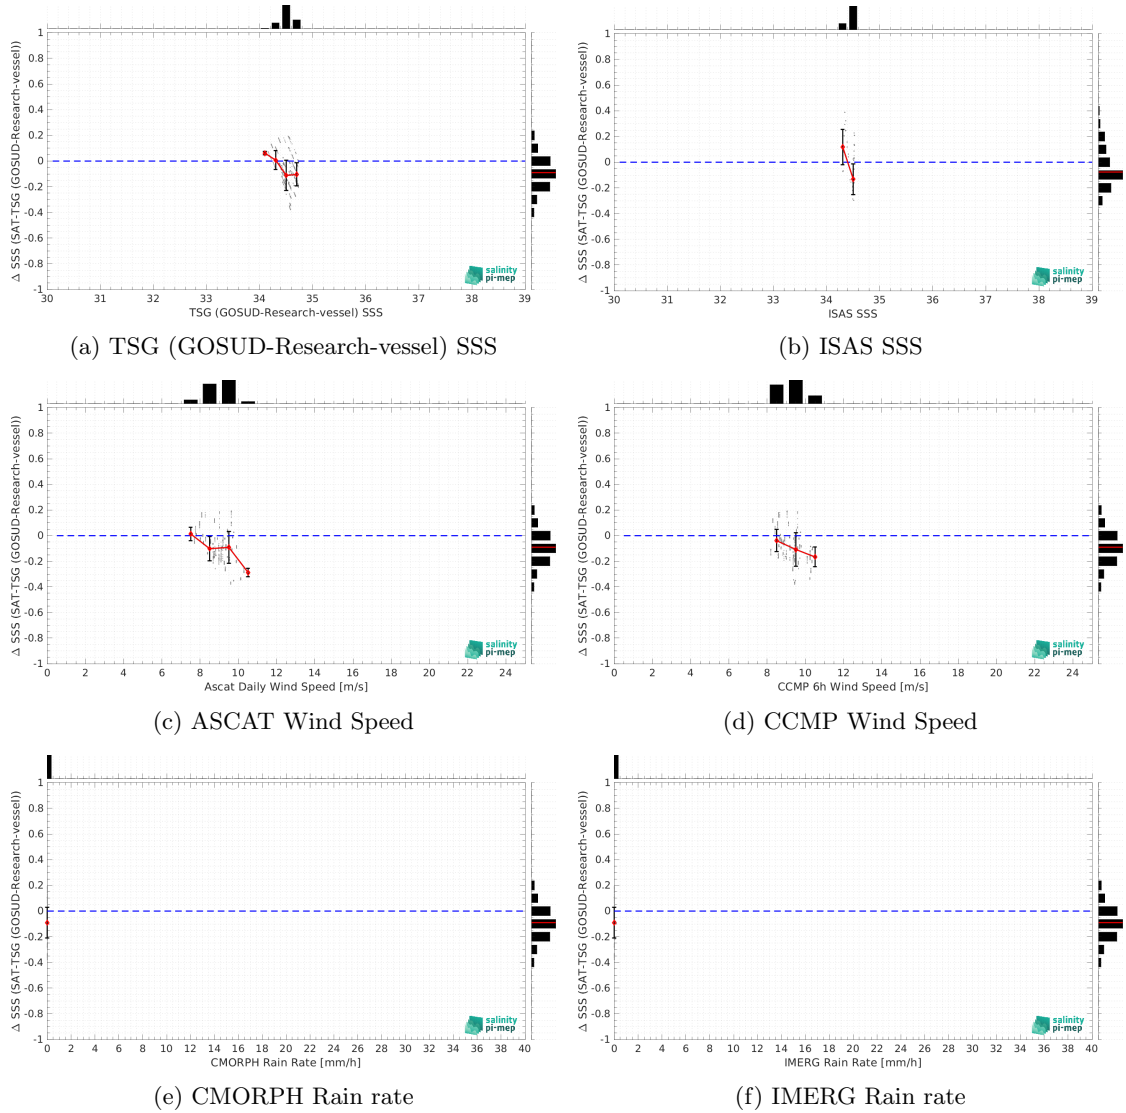 Δ SSS (SAT-TSG (GOSUD-Research-vessel))
1
0.8
0.6
0.4
0.2
0
-0.2
-0.4
-0.6
-0.8
-1
30 31 32 33 34 35 36 37 38 39
TSG (GOSUD-Research-vessel) SSS
salinity
pi-mep
(a) TSG (GOSUD-Research-vessel) SSS
Δ SSS (SAT-TSG (GOSUD-Research-vessel))
1
0.8
0.6
0.4
0.2
0
-0.2
-0.4
-0.6
-0.8
-1
30 31 32 33 34 35 36 37 38 39
ISAS SSS
salinity
pi-mep
(b) ISAS SSS
Δ SSS (SAT-TSG (GOSUD-Research-vessel))
1
0.8
0.6
0.4
0.2
0
-0.2
-0.4
-0.6
-0.8
-1
0 2 4 6 8 10 12 14 16 18 20 22 24
Ascat Daily Wind Speed [m/s]
salinity
pi-mep
(c) ASCAT Wind Speed
Δ SSS (SAT-TSG (GOSUD-Research-vessel))
1
0.8
0.6
0.4
0.2
0
-0.2
-0.4
-0.6
-0.8
-1
0 2 4 6 8 10 12 14 16 18 20 22 24
CCMP 6h Wind Speed [m/s]
salinity
pi-mep
(d) CCMP Wind Speed
Δ SSS (SAT-TSG (GOSUD-Research-vessel))
1
0.8
0.6
0.4
0.2
0
-0.2
-0.4
-0.6
-0.8
-1
0 2 4 6 8 10 12 14 16 18 20 22 24 26 28 30 32 34 36 38 40
CMORPH Rain Rate [mm/h]
salinity
pi-mep
(e) CMORPH Rain rate
Δ SSS (SAT-TSG (GOSUD-Research-vessel))
1
0.8
0.6
0.4
0.2
0
-0.2
-0.4
-0.6
-0.8
-1
0 2 4 6 8 10 12 14 16 18 20 22 24 26 28 30 32 34 36 38 40
IMERG Rain Rate [mm/h]
salinity
pi-mep
(f) IMERG Rain rate